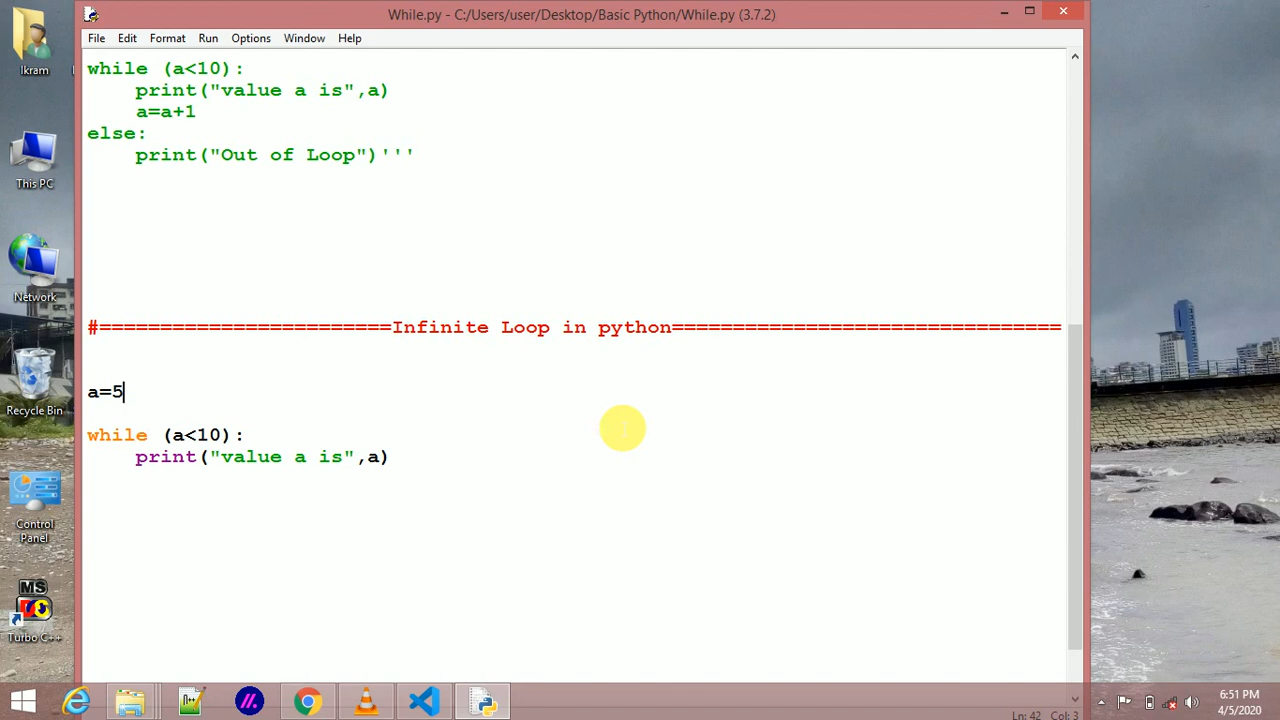 While.py - C:/Users/user/Desktop/Basic Python/While.py (3.7.2)
File Edit Format Run Options Window Help
while (a<10):
    print("value a is",a)
    a=a+1
else:
    print("Out of Loop")'''
#========================Infinite Loop in python================================
a=5
while (a<10):
    print("value a is",a)
Ln: 42 Col: 3
Ikram
This PC
Network
Recycle Bin
Control
Panel
MS
Turbo C++
6:51 PM
4/5/2020